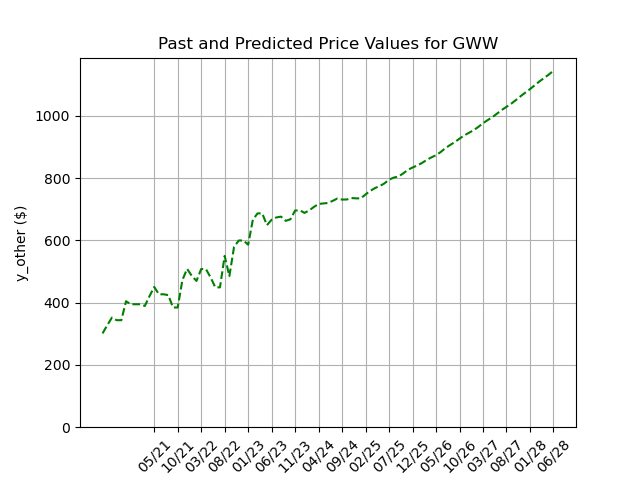 Past and Predicted Price Values for GWW
y_other ($)
1000
800
600
400
200
0
05/21 10/21 03/22 08/22 01/23 06/23 11/23 04/24 09/24 02/25 07/25 12/25 05/26 10/26 03/27 08/27 01/28 06/28